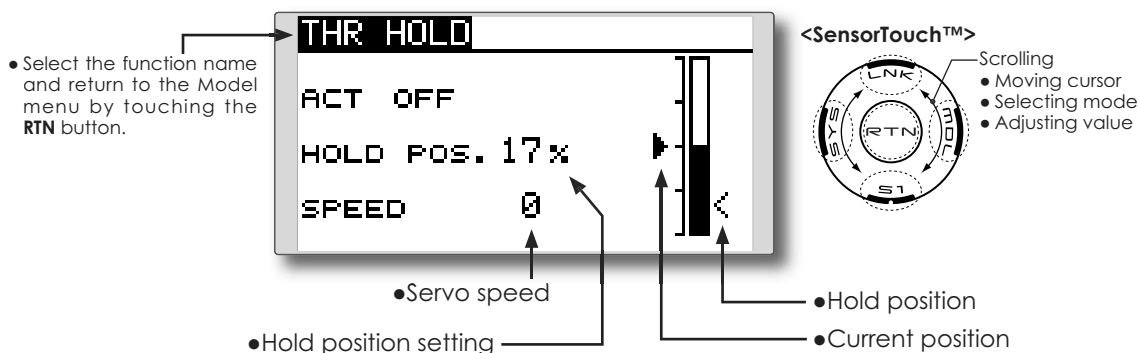 THR HOLD
● Select the function name
and return to the Model
menu by touching the
RTN button.
ACT OFF
HOLD POS. 17%
SPEED 0
<
<SensorTouch™>
LNK
SYS
RTN
MDL
S1
Scrolling
● Moving cursor
● Selecting mode
● Adjusting value
●Servo speed
●Hold position
●Hold position setting
●Current position